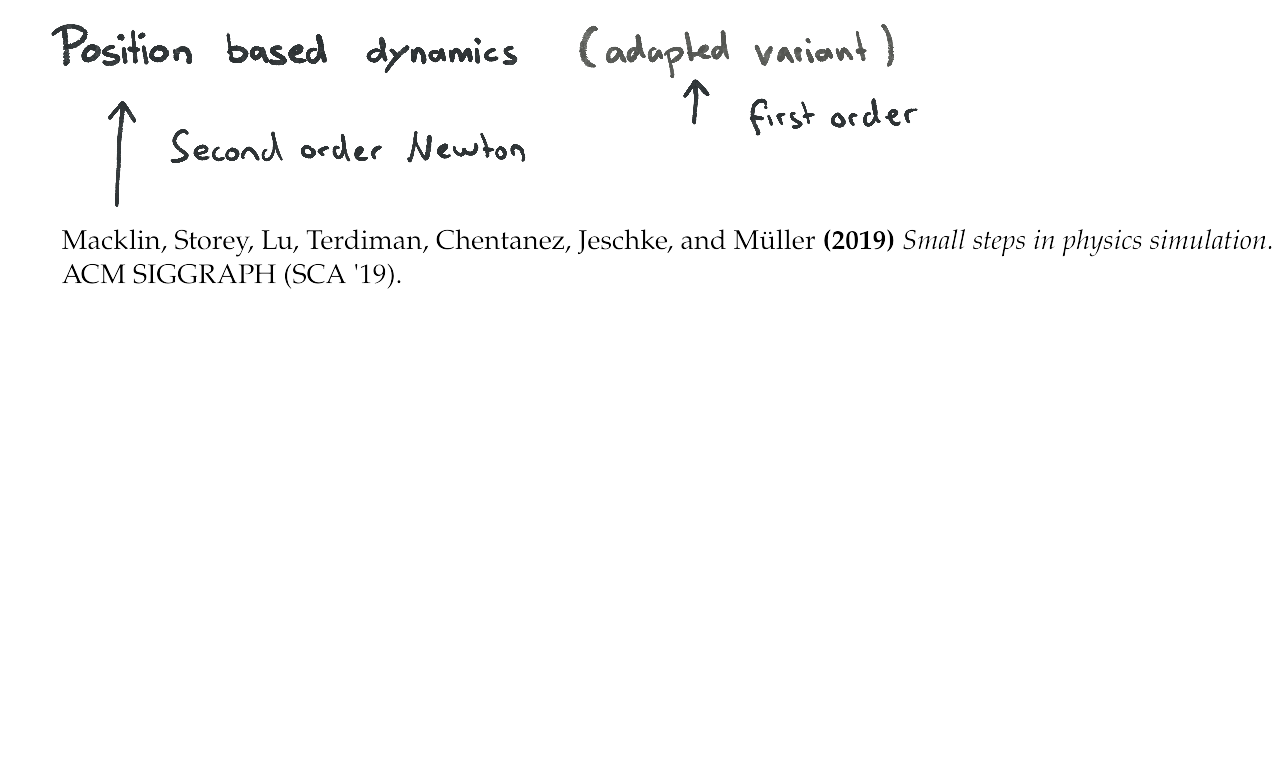 Position based dynamics (adapted variant)
first order
Second order Newton
Macklin, Storey, Lu, Terdiman, Chentanez, Jeschke, and Müller (2019) Small steps in physics simulation.
ACM SIGGRAPH (SCA '19).